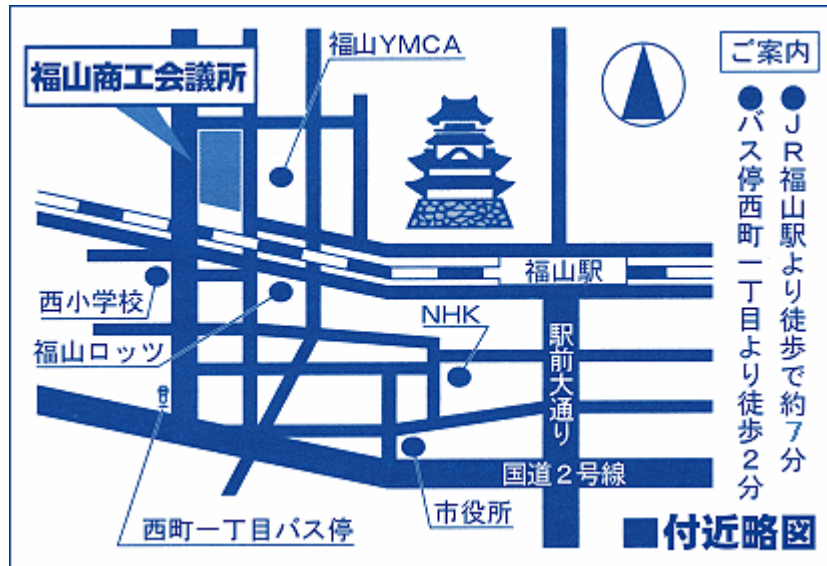 福山YMCA
福山商工会議所
ご案内
●JR福山駅より徒歩で約7分
●バス停西町一丁目より徒歩2分
福山駅
西小学校
NHK
福山ロッツ
駅前大通り
国道2号線
市役所
西町一丁目バス停
■付近略図